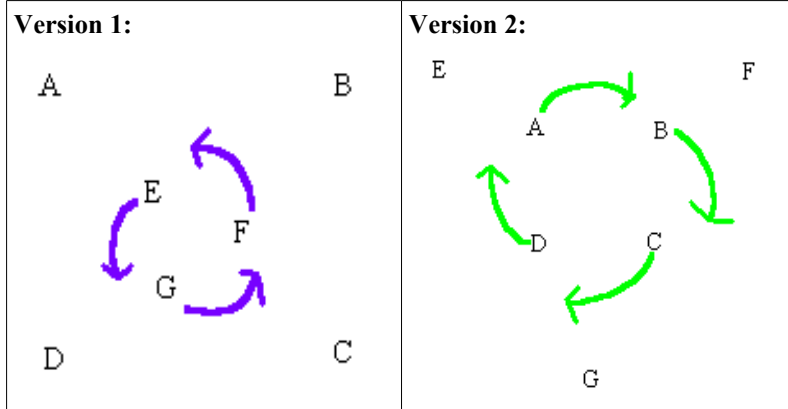 Version 1:
A B
E
F
G
D C
Version 2:
E F
A B
D C
G